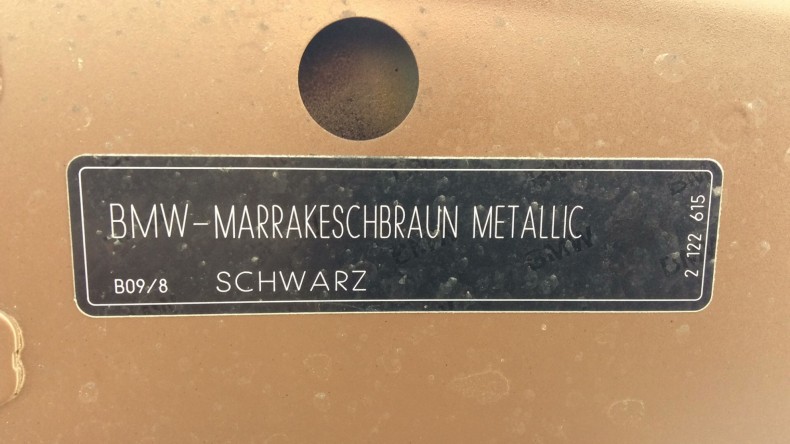 BMW-MARRAKESCHBRAUN METALLIC
B09/8 SCHWARZ
2 122 615